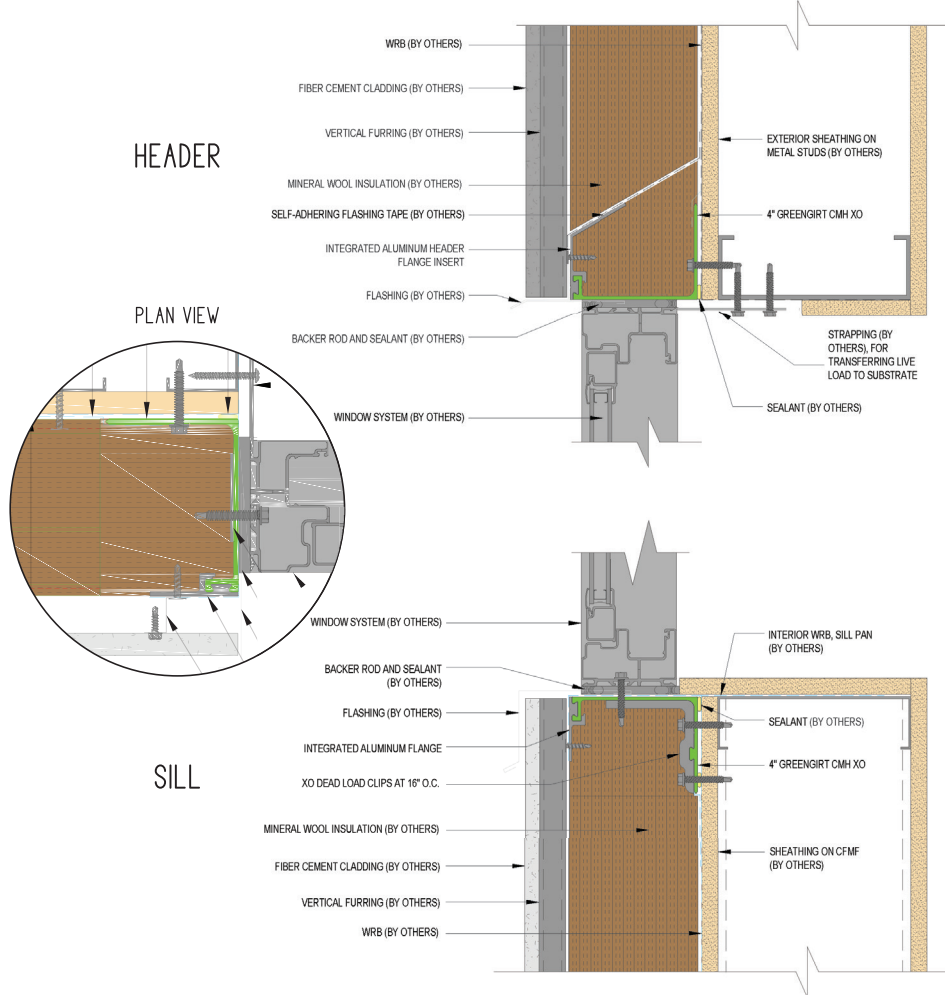 HEADER
WRB (BY OTHERS)
FIBER CEMENT CLADDING (BY OTHERS)
VERTICAL FURRING (BY OTHERS)
MINERAL WOOL INSULATION (BY OTHERS)
SELF-ADHERING FLASHING TAPE (BY OTHERS)
INTEGRATED ALUMINUM HEADER
FLANGE INSERT
FLASHING (BY OTHERS)
BACKER ROD AND SEALANT (BY OTHERS)
WINDOW SYSTEM (BY OTHERS)
EXTERIOR SHEATHING ON
METAL STUDS (BY OTHERS)
4" GREENGIRT CMH XO
STRAPPING (BY
OTHERS), FOR
TRANSFERRING LIVE
LOAD TO SUBSTRATE
SEALANT (BY OTHERS)
PLAN VIEW
SILL
WINDOW SYSTEM (BY OTHERS)
BACKER ROD AND SEALANT
(BY OTHERS)
FLASHING (BY OTHERS)
INTEGRATED ALUMINUM FLANGE
XO DEAD LOAD CLIPS AT 16" O.C.
MINERAL WOOL INSULATION (BY OTHERS)
FIBER CEMENT CLADDING (BY OTHERS)
VERTICAL FURRING (BY OTHERS)
WRB (BY OTHERS)
INTERIOR WRB, SILL PAN
(BY OTHERS)
SEALANT (BY OTHERS)
4" GREENGIRT CMH XO
SHEATHING ON CFMF
(BY OTHERS)